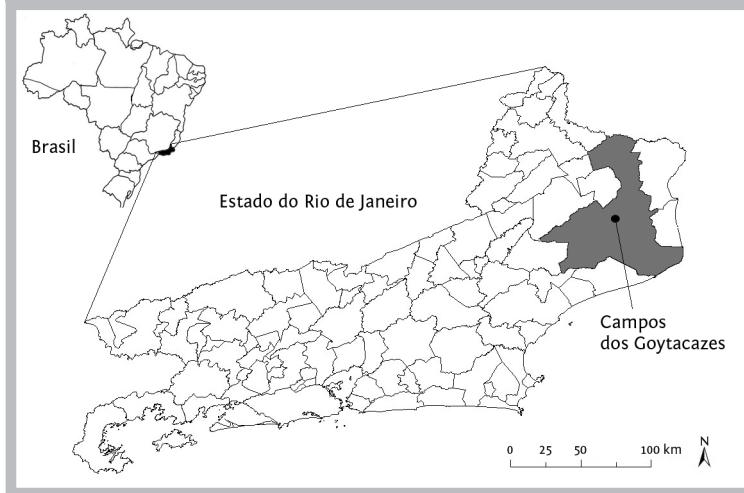 Brasil
Estado do Rio de Janeiro
Campos
dos Goytacazes
0 25 50 100 km
N